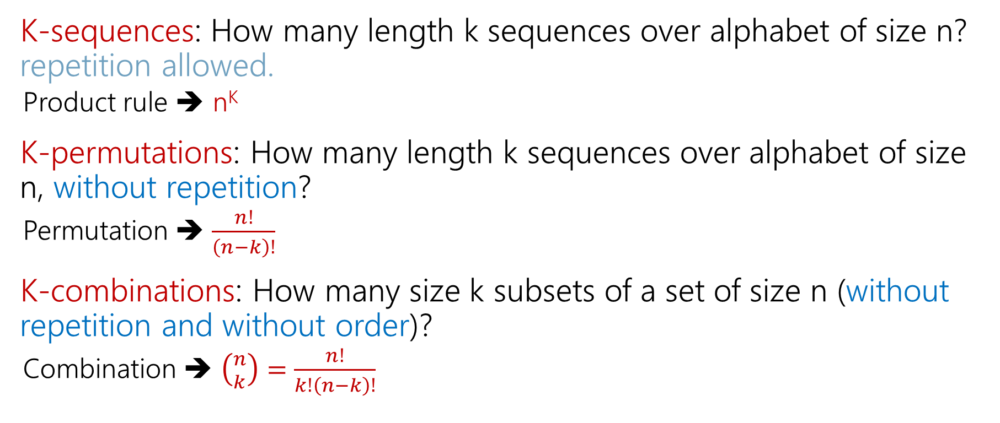 K-sequences: How many length k sequences over alphabet of size n?
repetition allowed.
Product rule ➔ n^K
K-permutations: How many length k sequences over alphabet of size
n, without repetition?
Permutation ➔ \frac{n!}{(n-k)!}
K-combinations: How many size k subsets of a set of size n (without
repetition and without order)?
Combination ➔ \binom{n}{k} = \frac{n!}{k!(n-k)!}